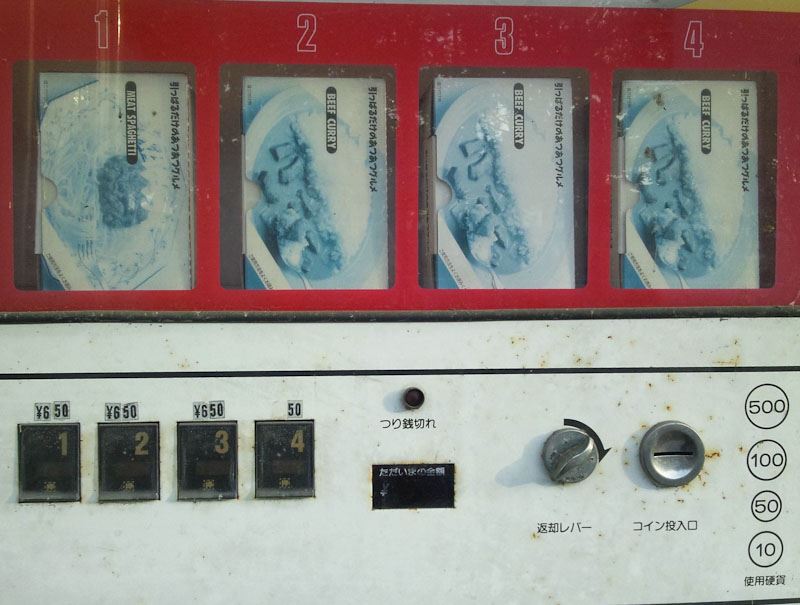 1
2
3
4
引っぱるだけのあつあつグルメ
MEAT SPAGHETTI
引っぱるだけのあつあつグルメ
BEEF CURRY
引っぱるだけのあつあつグルメ
BEEF CURRY
引っぱるだけのあつあつグルメ
BEEF CURRY
¥650
¥650
¥650
50
1
2
3
4
つり銭切れ
ただいまの金額
¥
返却レバー
コイン投入口
500
100
50
10
使用硬貨